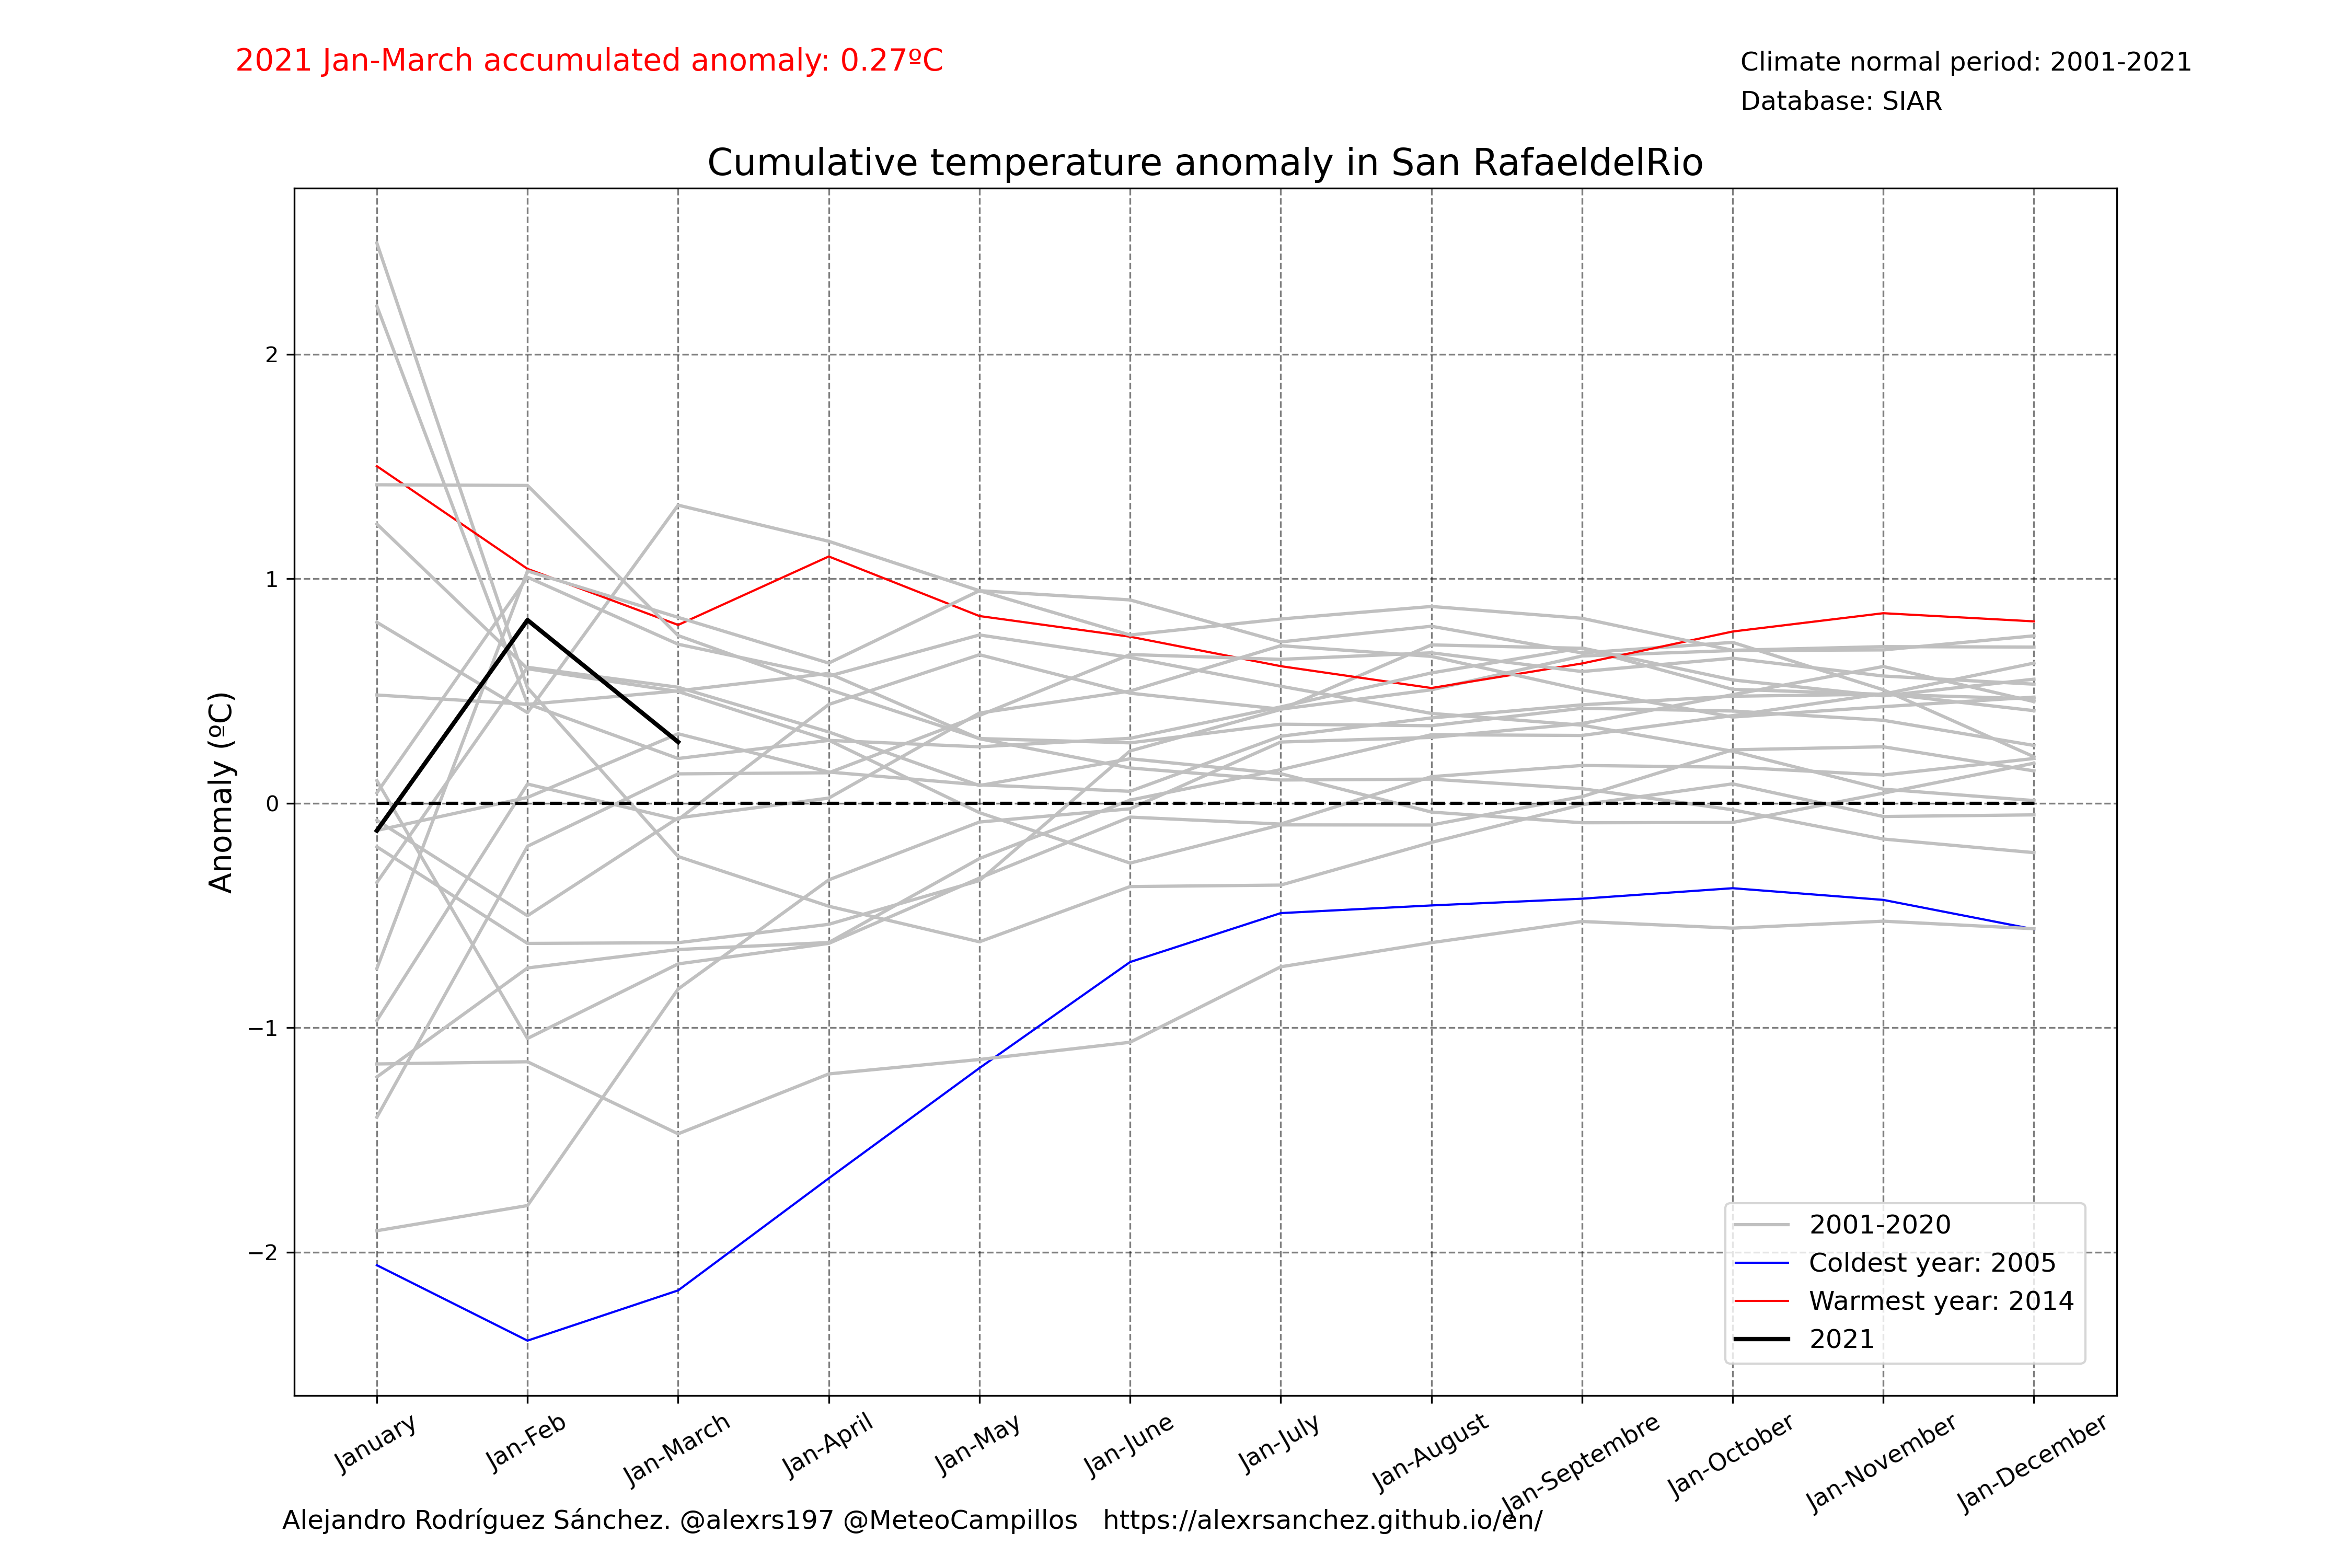 2021 Jan-March accumulated anomaly: 0.27ºC
Climate normal period: 2001-2021
Database: SIAR
Cumulative temperature anomaly in San RafaeldelRio
Anomaly (ºC)
2
1
0
−1
−2
2001-2020
Coldest year: 2005
Warmest year: 2014
2021
January
Jan-Feb
Jan-March
Jan-April
Jan-May
Jan-June
Jan-July
Jan-August
Jan-Septembre
Jan-October
Jan-November
Jan-December
Alejandro Rodríguez Sánchez. @alexrs197 @MeteoCampillos https://alexrsanchez.github.io/en/